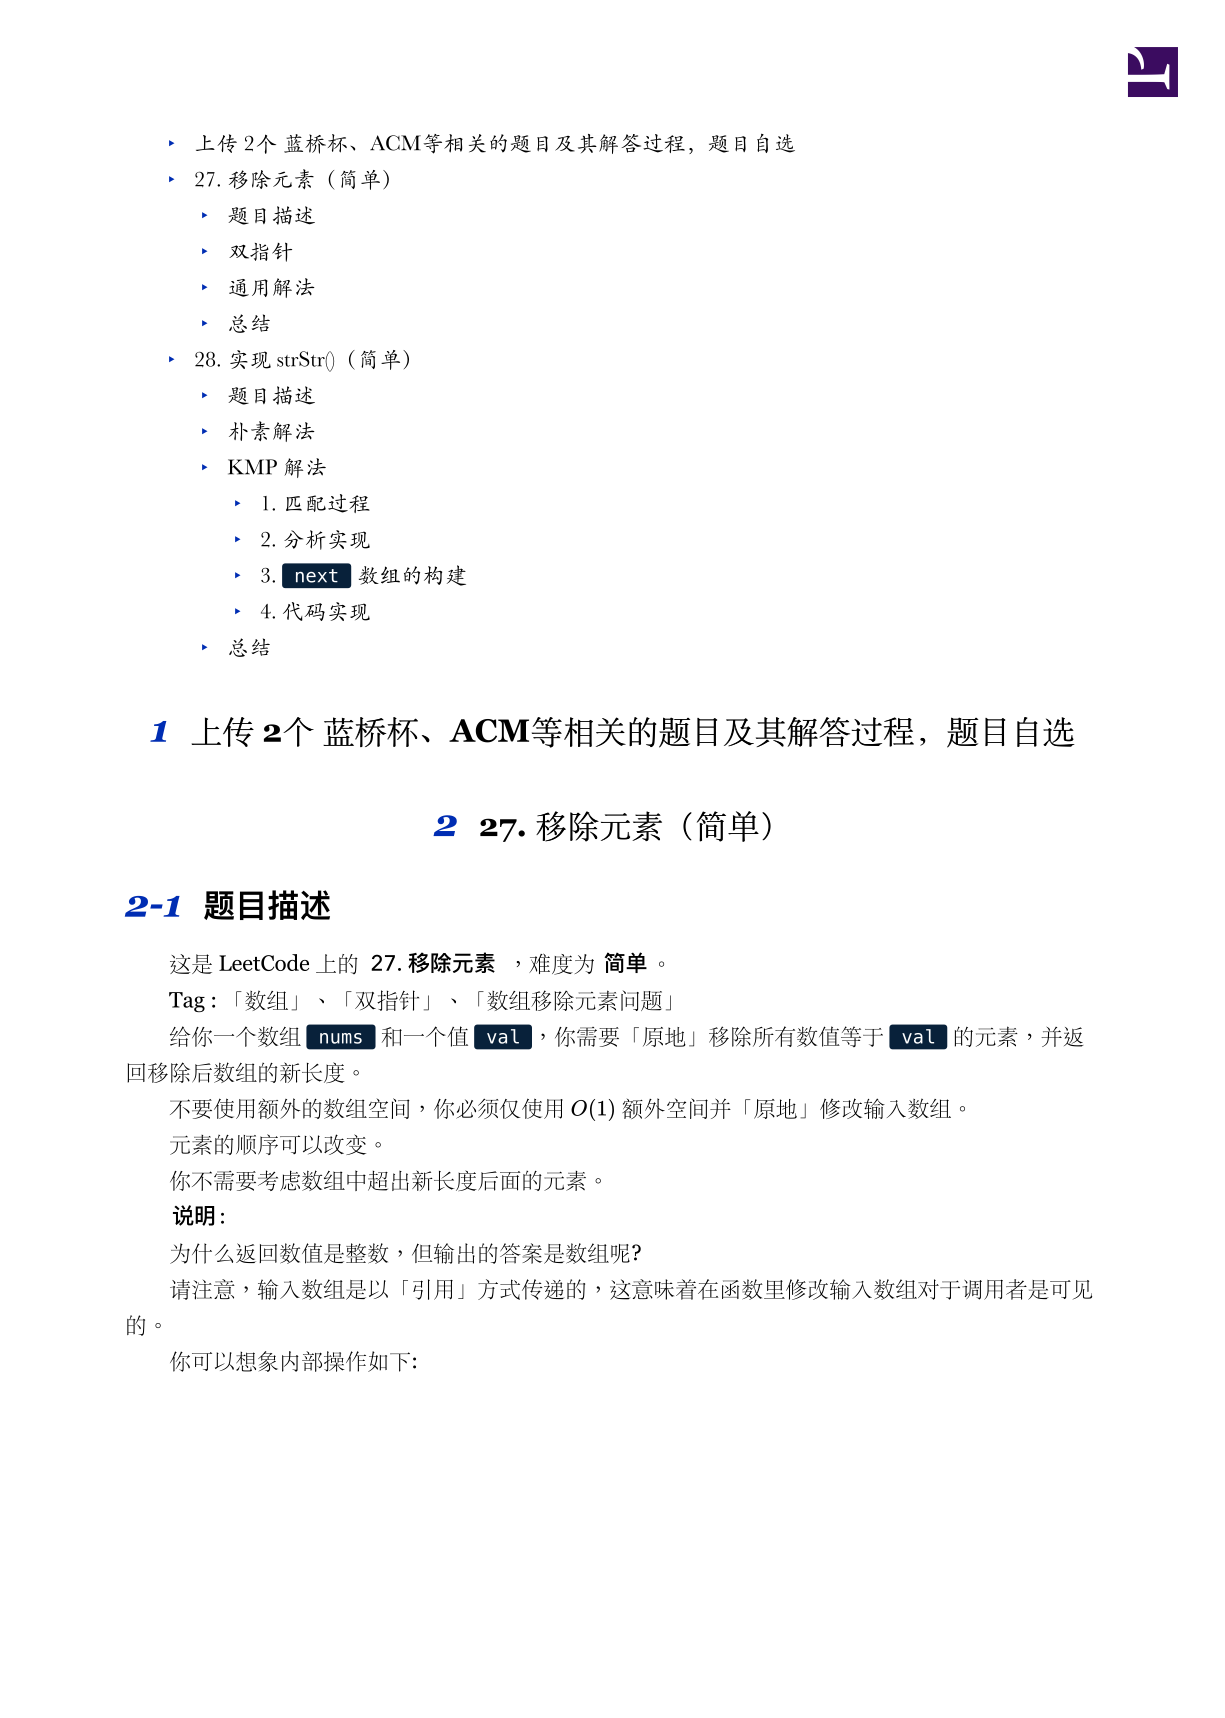 上传 2个 蓝桥杯、ACM等相关的题目及其解答过程，题目自选
27. 移除元素（简单）
题目描述
双指针
通用解法
总结
28. 实现 strStr()（简单）
题目描述
朴素解法
KMP 解法
1. 匹配过程
2. 分析实现
3. next 数组的构建
4. 代码实现
总结
1 上传 2个 蓝桥杯、ACM等相关的题目及其解答过程，题目自选
2 27. 移除元素（简单）
2-1 题目描述
这是 LeetCode 上的 27. 移除元素 ，难度为 简单 。
Tag : 「数组」、「双指针」、「数组移除元素问题」
给你一个数组 nums 和一个值 val ，你需要「原地」移除所有数值等于 val 的元素，并返
回移除后数组的新长度。
不要使用额外的数组空间，你必须仅使用 O(1) 额外空间并「原地」修改输入数组。
元素的顺序可以改变。
你不需要考虑数组中超出新长度后面的元素。
说明:
为什么返回数值是整数，但输出的答案是数组呢?
请注意，输入数组是以「引用」方式传递的，这意味着在函数里修改输入数组对于调用者是可见
的。
你可以想象内部操作如下: